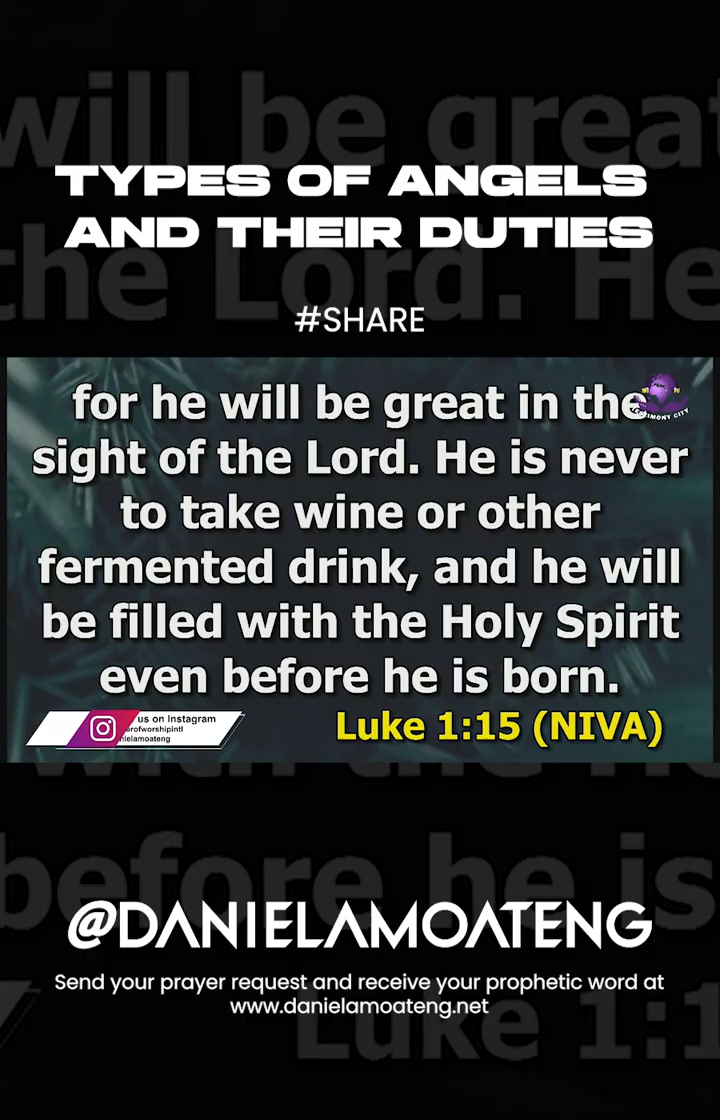 TYPES OF ANGELS
AND THEIR DUTIES
#SHARE
for he will be great in the
sight of the Lord. He is never
to take wine or other
fermented drink, and he will
be filled with the Holy Spirit
even before he is born.
us on Instagram
erofworshipintl
nielamoateng
Luke 1:15 (NIVA)
@DANIELAMOATENG
Send your prayer request and receive your prophetic word at
www.danielamoateng.net